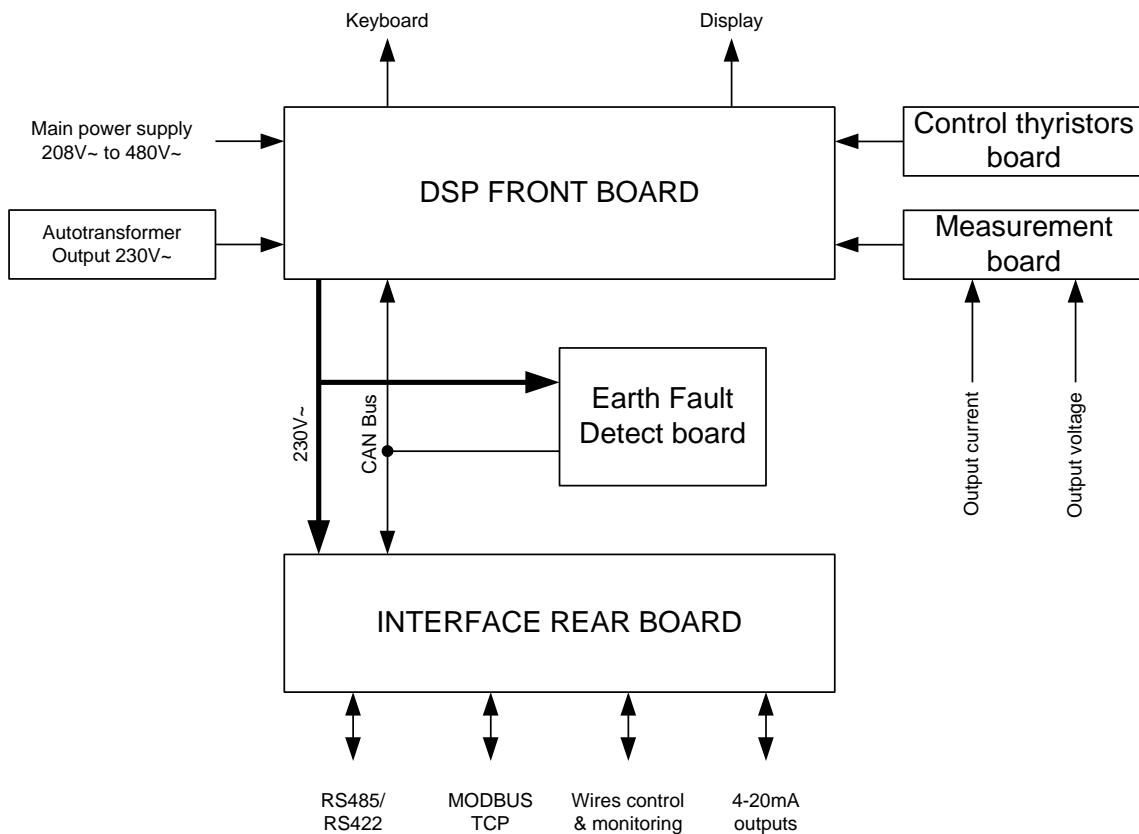 Keyboard
Display
Main power supply
208V~ to 480V~
DSP FRONT BOARD
Control thyristors
board
Autotransformer
Output 230V~
Measurement
board
230V~
CAN Bus
Earth Fault
Detect board
Output current
Output voltage
INTERFACE REAR BOARD
RS485/
RS422
MODBUS
TCP
Wires control
& monitoring
4-20mA
outputs